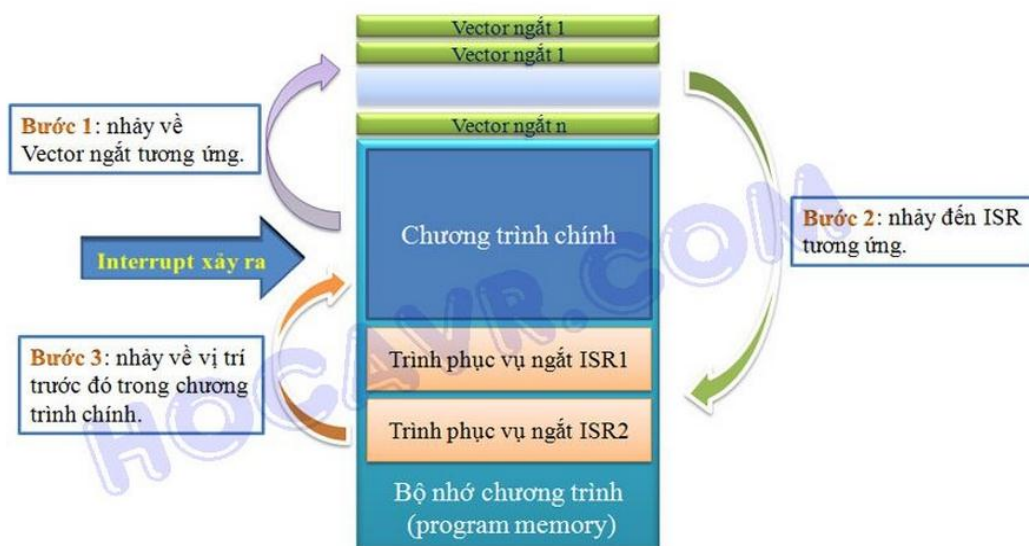 Vector ngắt 1
Vector ngắt 1
Vector ngắt n
Bước 1: nhảy về
Vector ngắt tương ứng.
Chương trình chính
Bước 2: nhảy đến ISR
tương ứng.
Interrupt xảy ra
Bước 3: nhảy về vị trí
trước đó trong chương
trình chính.
Trình phục vụ ngắt ISR1
Trình phục vụ ngắt ISR2
Bộ nhớ chương trình
(program memory)
HOCAVR.COM